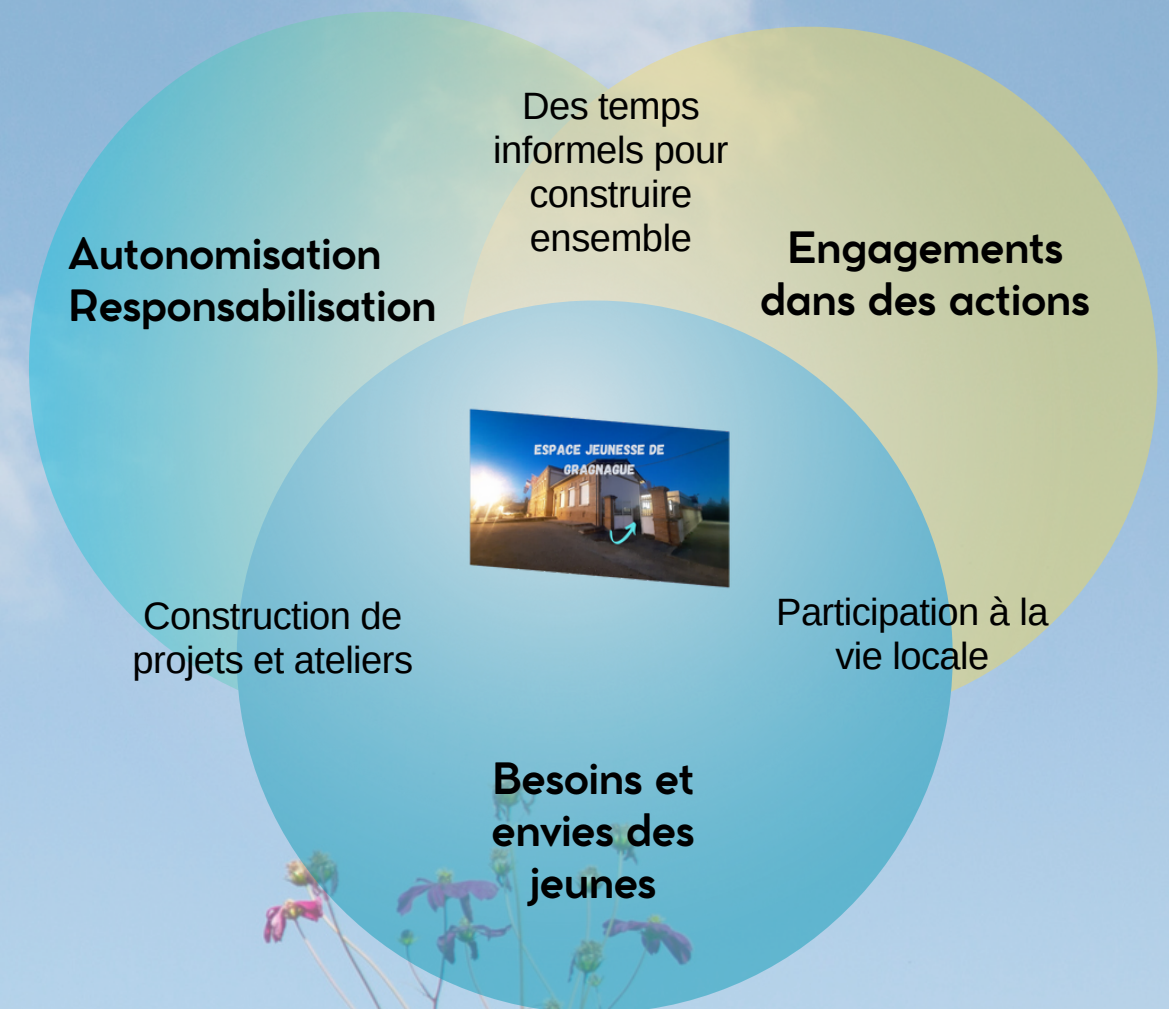 Des temps
informels pour
construire
ensemble
Autonomisation
Responsabilisation
Engagements
dans des actions
ESPACE JEUNESSE DE
GRAGNAGUE
Construction de
projets et ateliers
Participation à la
vie locale
Besoins et
envies des
jeunes